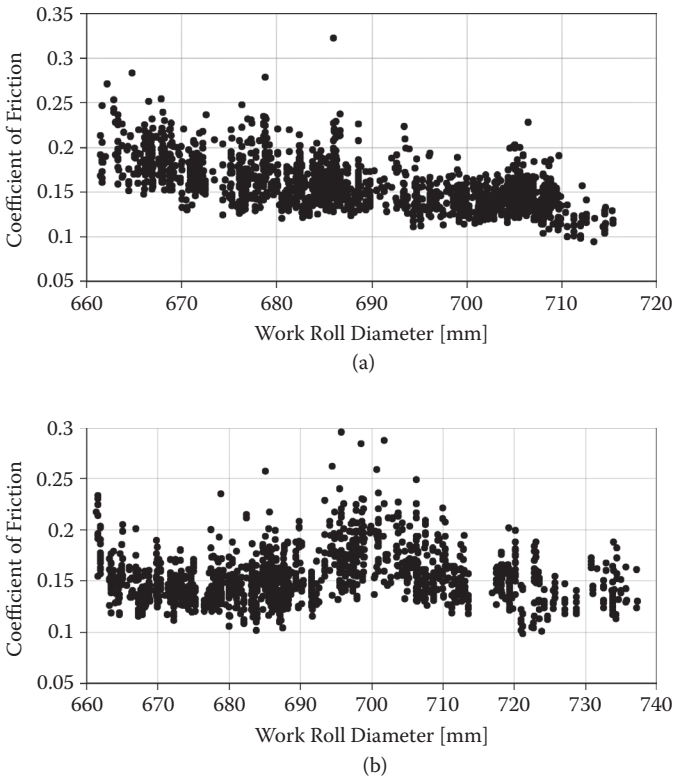 0.35
0.3
0.25
0.2
0.15
0.1
0.05
Coefficient of Friction
660 670 680 690 700 710 720
Work Roll Diameter [mm]
(a)
0.3
0.25
0.2
0.15
0.1
0.05
Coefficient of Friction
660 670 680 690 700 710 720 730 740
Work Roll Diameter [mm]
(b)